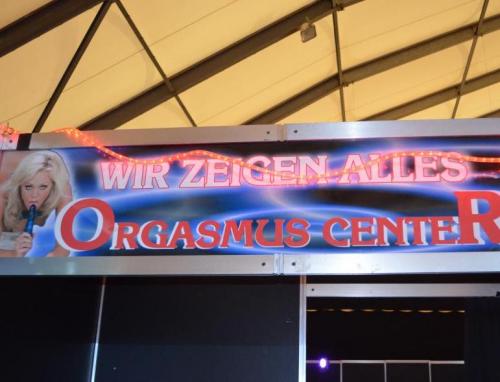 WIR ZEIGEN ALLES
ORGASMUS CENTER